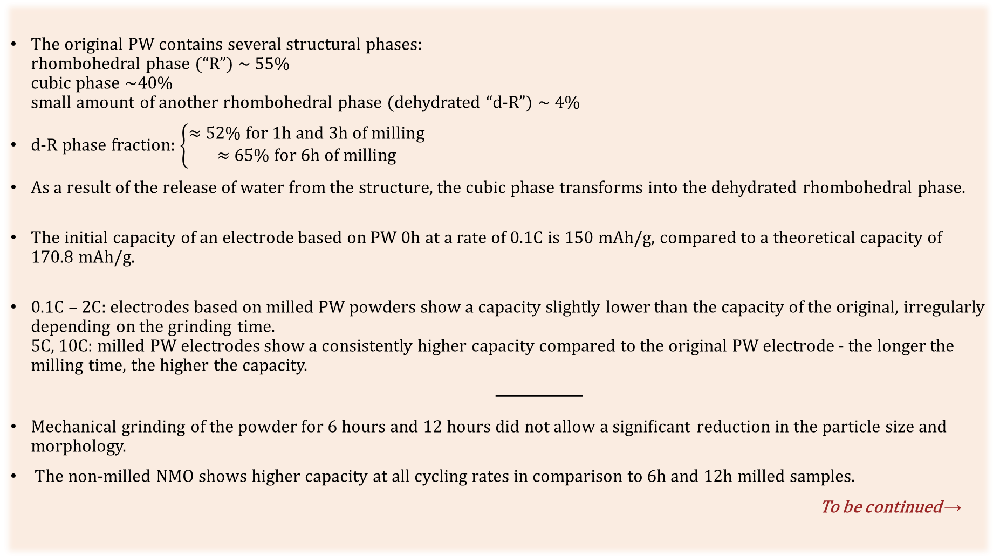 • The original PW contains several structural phases:
rhombohedral phase (“R”) ~ 55%
cubic phase ~40%
small amount of another rhombohedral phase (dehydrated “d-R”) ~ 4%
• d-R phase fraction: { ≈ 52% for 1h and 3h of milling
≈ 65% for 6h of milling
• As a result of the release of water from the structure, the cubic phase transforms into the dehydrated rhombohedral phase.
• The initial capacity of an electrode based on PW 0h at a rate of 0.1C is 150 mAh/g, compared to a theoretical capacity of
170.8 mAh/g.
• 0.1C – 2C: electrodes based on milled PW powders show a capacity slightly lower than the capacity of the original, irregularly
depending on the grinding time.
5C, 10C: milled PW electrodes show a consistently higher capacity compared to the original PW electrode - the longer the
milling time, the higher the capacity.
• Mechanical grinding of the powder for 6 hours and 12 hours did not allow a significant reduction in the particle size and
morphology.
• The non-milled NMO shows higher capacity at all cycling rates in comparison to 6h and 12h milled samples.
To be continued→